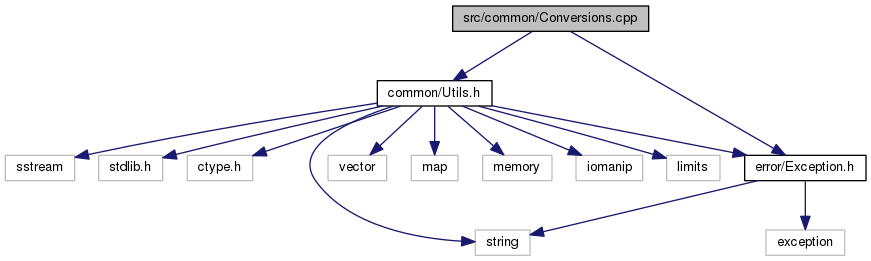 src/common/Conversions.cpp
common/Utils.h
sstream
stdlib.h
ctype.h
vector
map
memory
iomanip
limits
error/Exception.h
string
exception